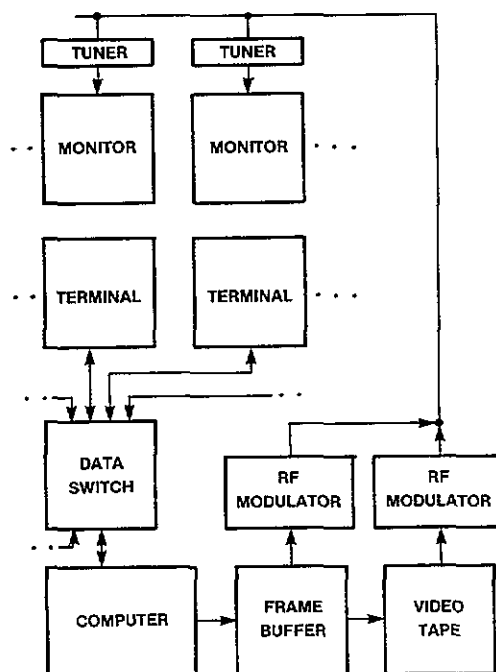 TUNER
TUNER
MONITOR
MONITOR
TERMINAL
TERMINAL
DATA
SWITCH
RF
MODULATOR
RF
MODULATOR
COMPUTER
FRAME
BUFFER
VIDEO
TAPE